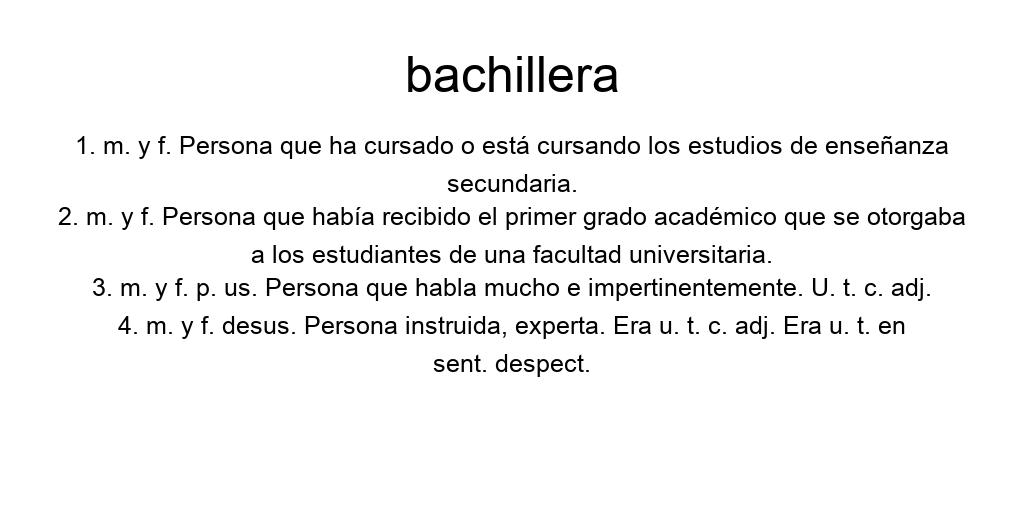 bachillera
1. m. y f. Persona que ha cursado o está cursando los estudios de enseñanza
secundaria.
2. m. y f. Persona que había recibido el primer grado académico que se otorgaba
a los estudiantes de una facultad universitaria.
3. m. y f. p. us. Persona que habla mucho e impertinentemente. U. t. c. adj.
4. m. y f. desus. Persona instruida, experta. Era u. t. c. adj. Era u. t. en
sent. despect.